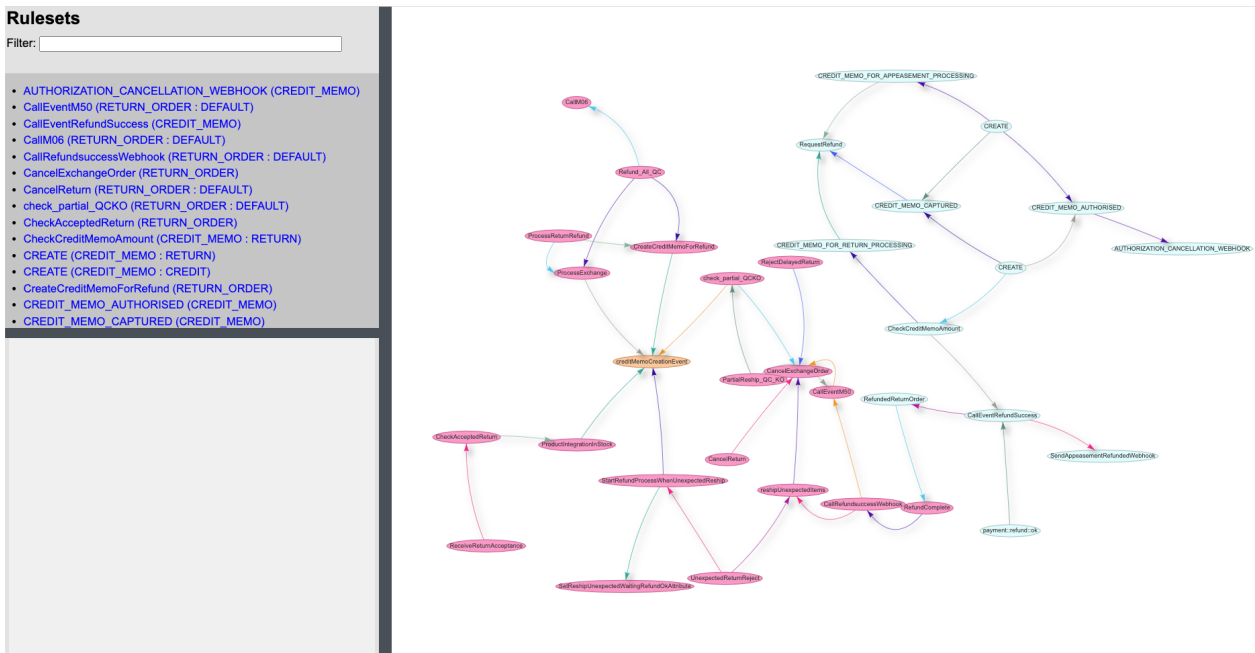 Rulesets
Filter:
AUTHORIZATION_CANCELLATION_WEBHOOK (CREDIT_MEMO)
CallEventM50 (RETURN_ORDER : DEFAULT)
CallEventRefundSuccess (CREDIT_MEMO)
CallM06 (RETURN_ORDER : DEFAULT)
CallRefundsuccessWebhook (RETURN_ORDER : DEFAULT)
CancelExchangeOrder (RETURN_ORDER)
CancelReturn (RETURN_ORDER : DEFAULT)
check_partial_QCKO (RETURN_ORDER : DEFAULT)
CheckAcceptedReturn (RETURN_ORDER)
CheckCreditMemoAmount (CREDIT_MEMO : RETURN)
CREATE (CREDIT_MEMO : RETURN)
CREATE (CREDIT_MEMO : CREDIT)
CreateCreditMemoForRefund (RETURN_ORDER)
CREDIT_MEMO_AUTHORISED (CREDIT_MEMO)
CREDIT_MEMO_CAPTURED (CREDIT_MEMO)
CREDIT_MEMO_FOR_APPEASEMENT_PROCESSING
CallM06
CREATE
RequestRefund
Refund_All_QC
CREDIT_MEMO_CAPTURED
CREDIT_MEMO_AUTHORISED
ProcessReturnRefund
CreateCreditMemoForRefund
CREDIT_MEMO_FOR_RETURN_PROCESSING
AUTHORIZATION_CANCELLATION_WEBHOOK
RejectDelayedReturn
CREATE
ProcessExchange
check_partial_QCKO
CheckCreditMemoAmount
creditMemoCreationEvent
CancelExchangeOrder
PartialReship_QC_KO
CallEventM50
RefundedReturnOrder
CallEventRefundSuccess
CheckAcceptedReturn
ProductIntegrationInStock
SendAppeasementRefundedWebhook
CancelReturn
StartRefundProcessWhenUnexpectedReship
reshipUnexpectedItems
CallRefundsuccessWebhook
RefundComplete
payment::refund::ok
ReceiveReturnAcceptance
UnexpectedReturnReject
SetReshipUnexpectedWaitingRefundOkAttribute